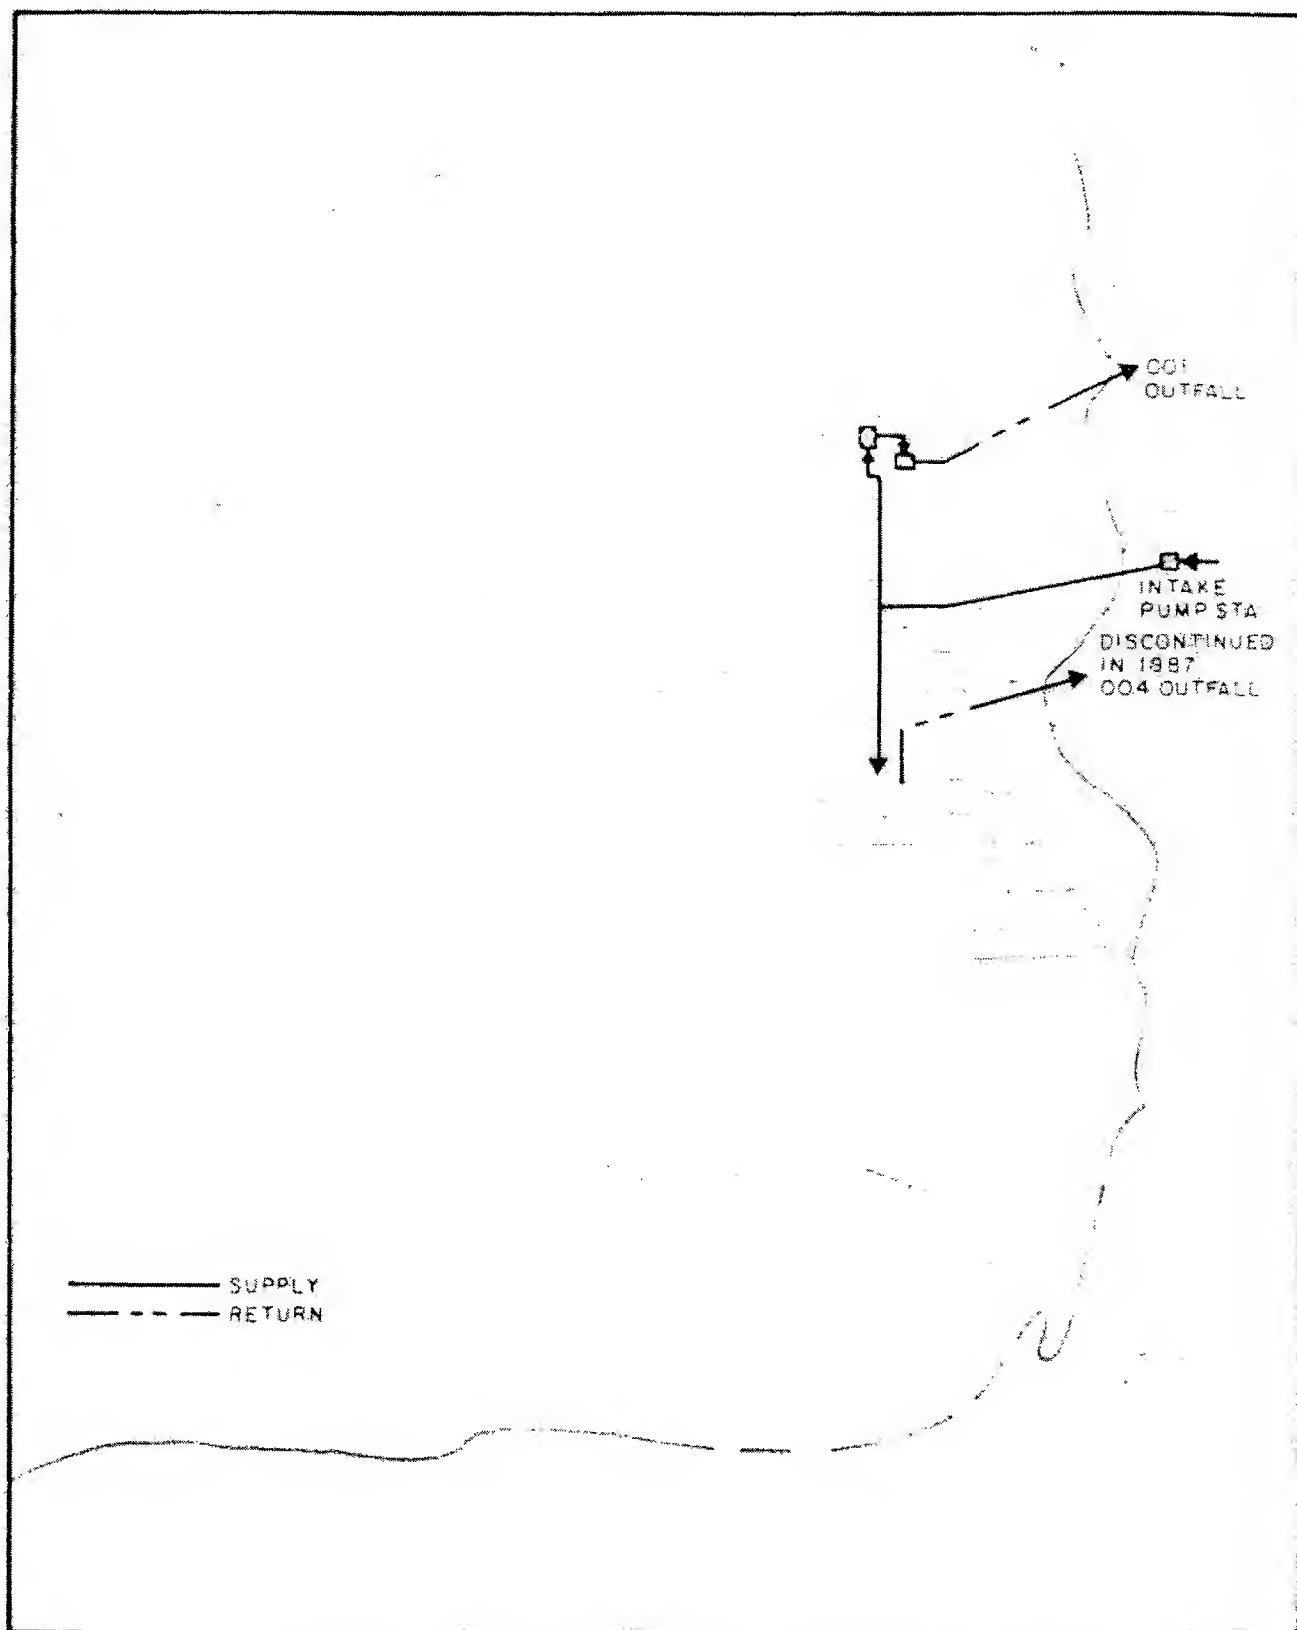 001
OUTFALL
INTAKE
PUMP STA
DISCONTINUED
IN 1987
004 OUTFALL
SUPPLY
RETURN